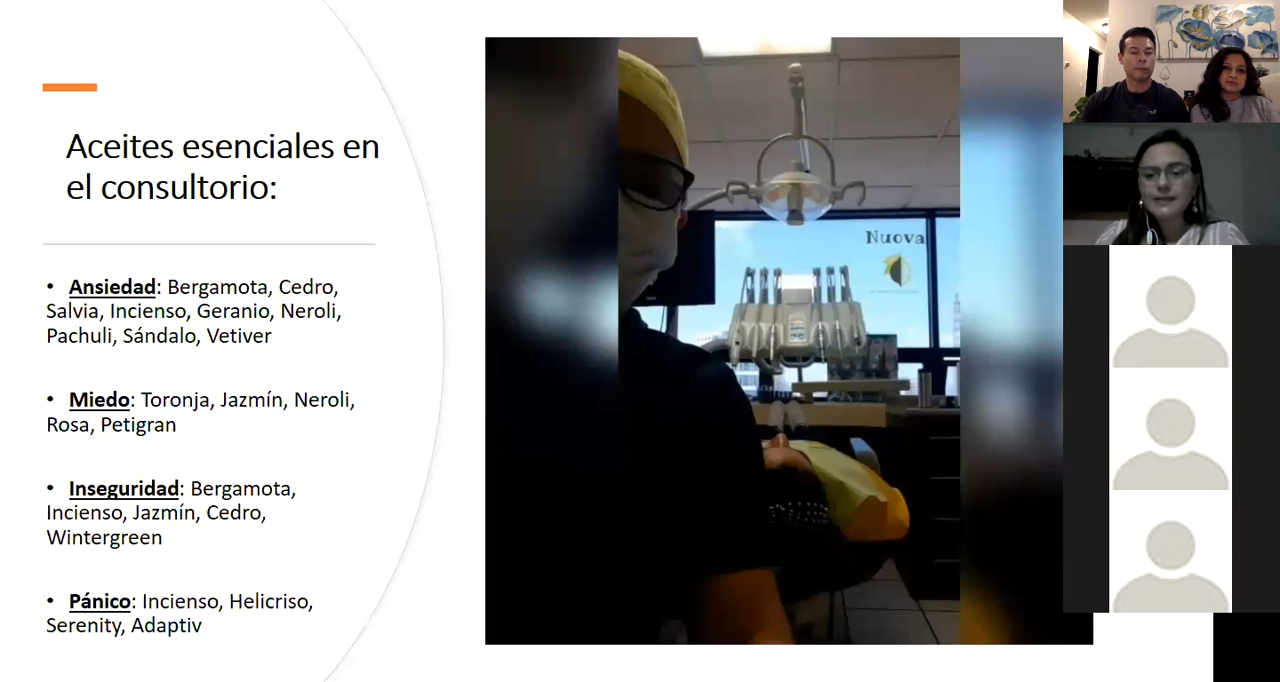 Aceites esenciales en
el consultorio:
• Ansiedad: Bergamota, Cedro,
Salvia, Incienso, Geranio, Neroli,
Pachuli, Sándalo, Vetiver
• Miedo: Toronja, Jazmín, Neroli,
Rosa, Petigran
• Inseguridad: Bergamota,
Incienso, Jazmín, Cedro,
Wintergreen
• Pánico: Incienso, Helicriso,
Serenity, Adaptiv
Nuova